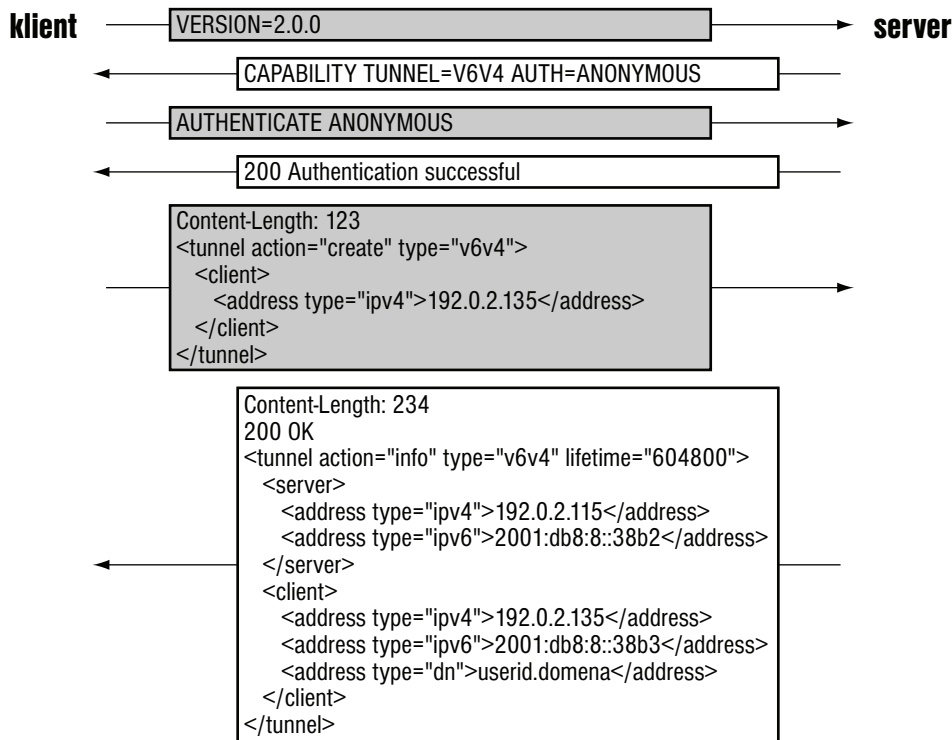 klient
VERSION=2.0.0
server
CAPABILITY TUNNEL=V6V4 AUTH=ANONYMOUS
AUTHENTICATE ANONYMOUS
200 Authentication successful
Content-Length: 123
<tunnel action="create" type="v6v4">
<client>
<address type="ipv4">192.0.2.135</address>
</client>
</tunnel>
Content-Length: 234
200 OK
<tunnel action="info" type="v6v4" lifetime="604800">
<server>
<address type="ipv4">192.0.2.115</address>
<address type="ipv6">2001:db8:8::38b2</address>
</server>
<client>
<address type="ipv4">192.0.2.135</address>
<address type="ipv6">2001:db8:8::38b3</address>
<address type="dn">userid.domena</address>
</client>
</tunnel>